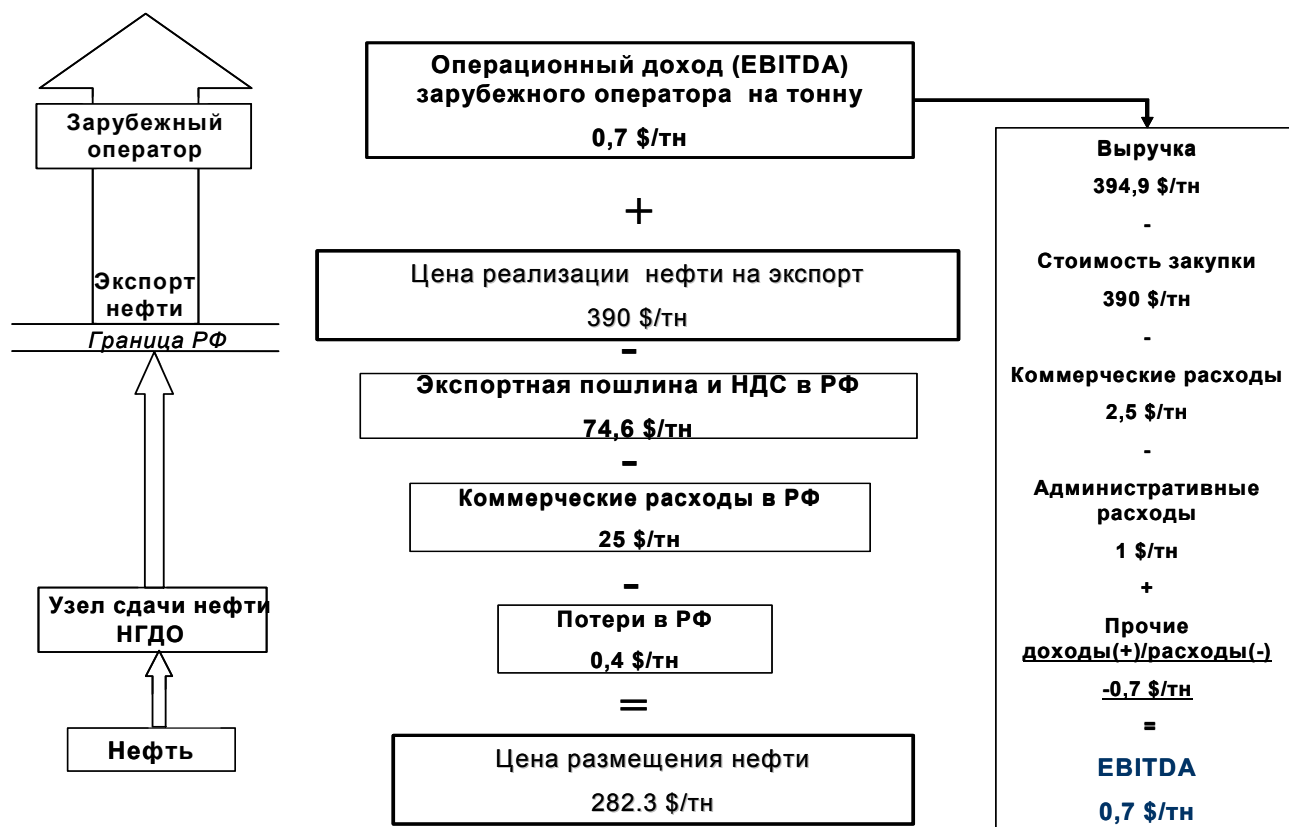 Зарубежный
оператор
Экспорт
нефти
Граница РФ
Узел сдачи нефти
НГДО
Нефть
Операционный доход (EBITDA)
зарубежного оператора на тонну
0,7 $/тн
+
Цена реализации нефти на экспорт
390 $/тн
-
Экспортная пошлина и НДС в РФ
74,6 $/тн
-
Коммерческие расходы в РФ
25 $/тн
-
Потери в РФ
0,4 $/тн
=
Цена размещения нефти
282.3 $/тн
Выручка
394,9 $/тн
-
Стоимость закупки
390 $/тн
-
Коммерческие расходы
2,5 $/тн
-
Административные
расходы
1 $/тн
+
Прочие
доходы(+)/расходы(-)
-0,7 $/тн
=
EBITDA
0,7 $/тн